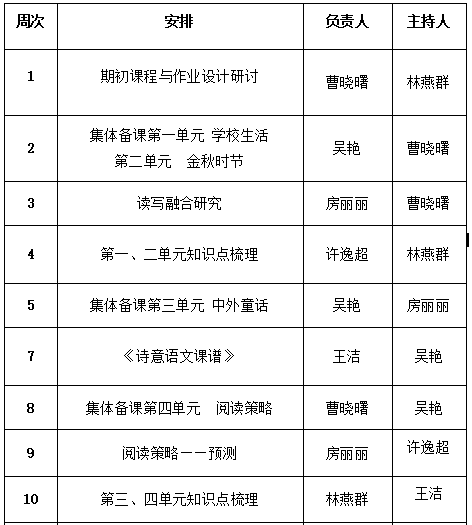 周次 安排 负责人 主持人
1 期初课程与作业设计研讨 曹晓曙 林燕群
2 集体备课第一单元 学校生活 吴艳 曹晓曙
第二单元 金秋时节
3 读写融合研究 房丽丽 曹晓曙
4 第一、二单元知识点梳理 许逸超 林燕群
5 集体备课第三单元 中外童话 吴艳 房丽丽
7 《诗意语文课谱》 王洁 吴艳
8 集体备课第四单元 阅读策略 曹晓曙 吴艳
9 阅读策略——预测 房丽丽 许逸超
10 第三、四单元知识点梳理 林燕群 王洁